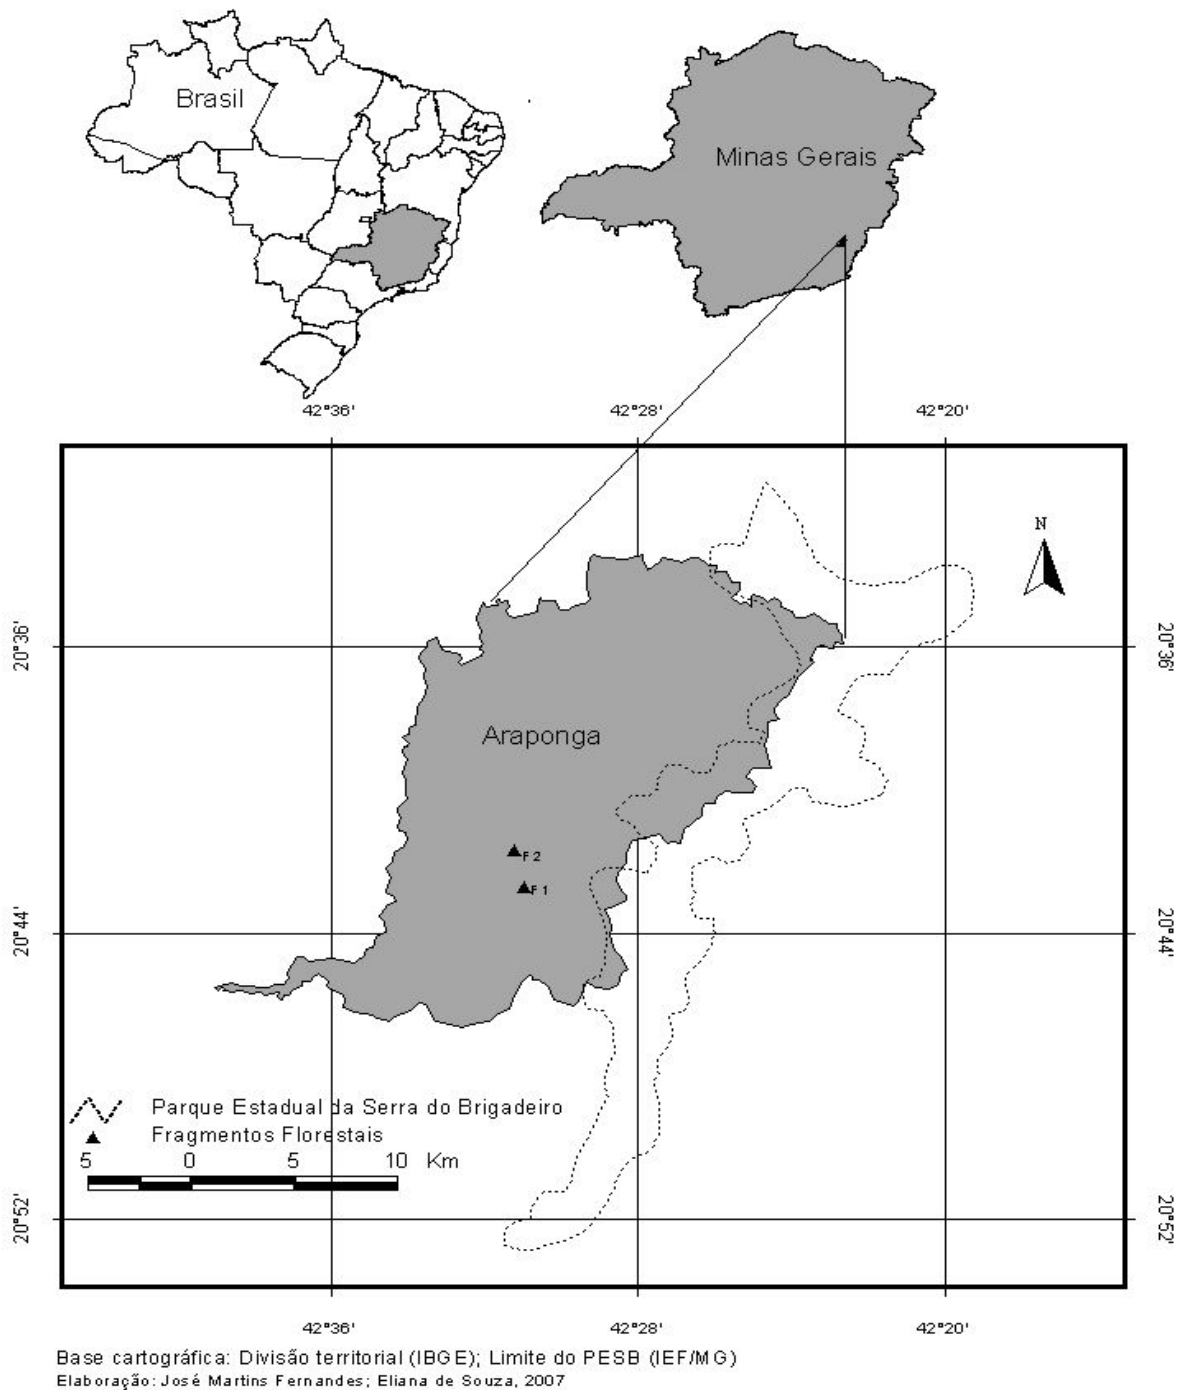 Brasil
Minas Gerais
42°36' 42°28' 42°20'
N
20°36' 20°36'
Araponga
F 2
F 1
20°44' 20°44'
Parque Estadual da Serra do Brigadeiro
Fragmentos Florestais
5 0 5 10 Km
20°52' 20°52'
42°36' 42°28' 42°20'
Base cartográfica: Divisão territorial (IBGE); Limite do PESB (IEF/MG)
Elaboração: José Martins Fernandes; Eliana de Souza, 2007